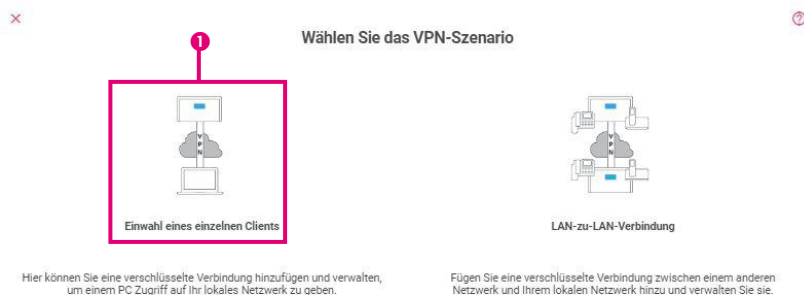 1
Wählen Sie das VPN-Szenario
VPN
VPN
Einwahl eines einzelnen Clients
LAN-zu-LAN-Verbindung
Hier können Sie eine verschlüsselte Verbindung hinzufügen und verwalten,
um einem PC Zugriff auf Ihr lokales Netzwerk zu geben.
Fügen Sie eine verschlüsselte Verbindung zwischen einem anderen
Netzwerk und Ihrem lokalen Netzwerk hinzu und verwalten Sie sie.